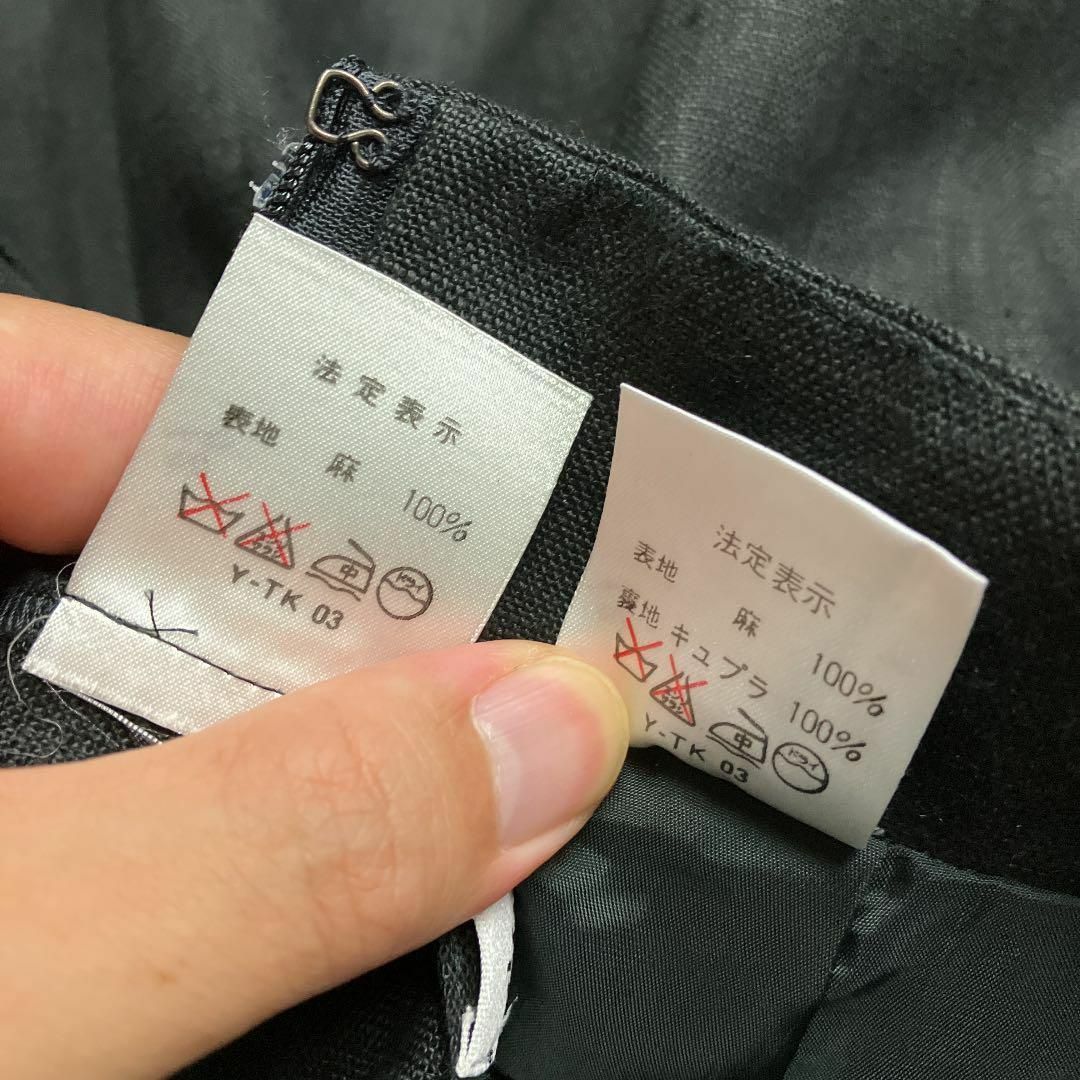 法定表示
表地 麻 100%
中 ドライ
Y-TK 03
法定表示
表地 麻 100%
裏地 キュプラ 100%
中 ドライ
Y-TK 03